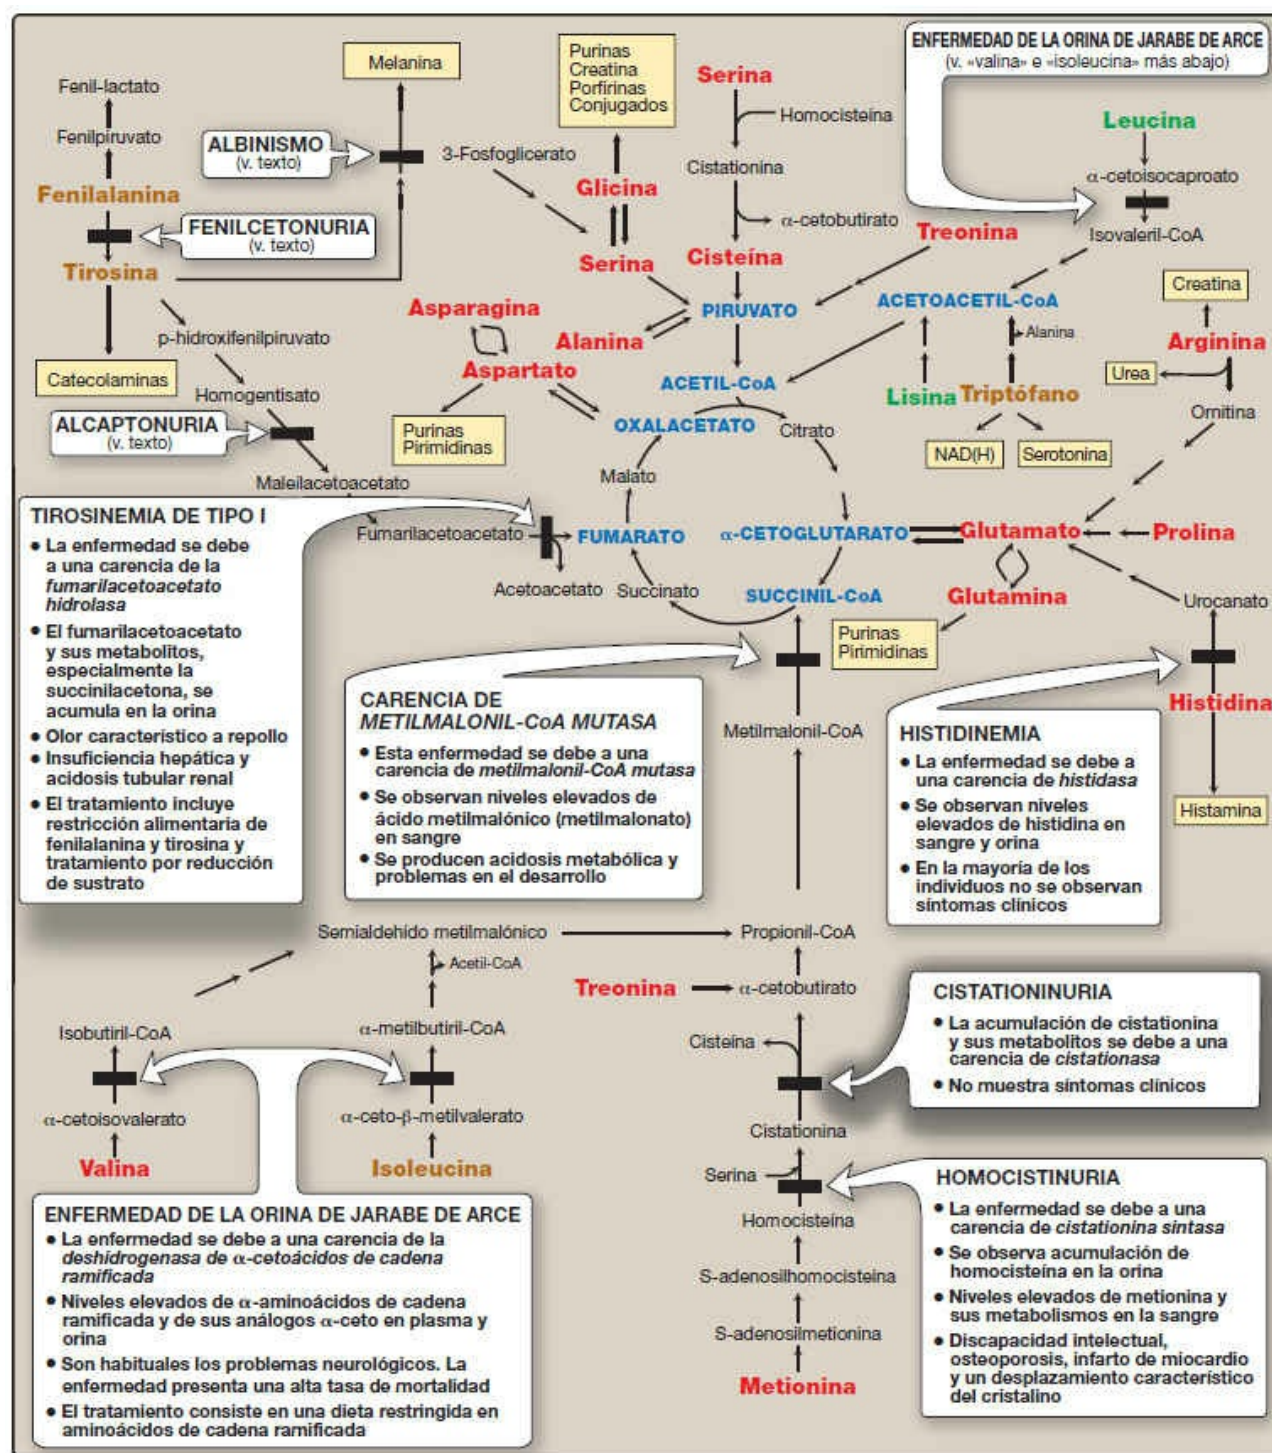 ENFERMEDAD DE LA ORINA DE JARABE DE ARCE
(v. «valina» e «isoleucina» más abajo)
Melanina
Purinas
Creatina
Porfirinas
Conjugados
Serina
Fenil-lactato
Homocisteína
Leucina
Fenilpiruvato
ALBINISMO
(v. texto)
3-Fosfoglicerato
Cistationina
α-cetoisocaproato
Fenilalanina
Glicina
FENILCETONURIA
(v. texto)
α-cetobutirato
Treonina
Isovaleril-CoA
Tirosina
Serina
Cisteína
Asparagina
PIRUVATO
ACETOACETIL-CoA
Creatina
p-hidroxifenilpiruvato
Alanina
Alanina
Arginina
Aspartato
ACETIL-CoA
Urea
Catecolaminas
Homogentisato
Lisina
Triptófano
Ornitina
ALCAPTONURIA
(v. texto)
Purinas
Pirimidinas
OXALACETATO
Citrato
NAD(H)
Serotonina
Maleilacetoacetato
Malato
TIROSINEMIA DE TIPO I
• La enfermedad se debe
a una carencia de la
fumarilacetoacetato
hidrolasa
• El fumarilacetoacetato
y sus metabolitos,
especialmente la
succinilacetona, se
acumula en la orina
• Olor característico a repollo
• Insuficiencia hepática y
acidosis tubular renal
• El tratamiento incluye
restricción alimentaria de
fenilalanina y tirosina y
tratamiento por reducción
de sustrato
Fumarilacetoacetato
FUMARATO
α-CETOGLUTARATO
Glutamato
Prolina
Acetoacetato
Succinato
SUCCINIL-CoA
Glutamina
Urocanato
Purinas
Pirimidinas
CARENCIA DE
METILMALONIL-CoA MUTASA
• Esta enfermedad se debe a una
carencia de metilmalonil-CoA mutasa
• Se observan niveles elevados de
ácido metilmalónico (metilmalonato)
en sangre
• Se producen acidosis metabólica y
problemas en el desarrollo
Metilmalonil-CoA
Histidina
HISTIDINEMIA
• La enfermedad se debe a
una carencia de histidasa
• Se observan niveles
elevados de histidina en
sangre y orina
• En la mayoría de los
individuos no se observan
síntomas clínicos
Histamina
Semialdehído metilmalónico
Propionil-CoA
Acetil-CoA
Treonina
α-cetobutirato
CISTATIONINURIA
• La acumulación de cistationina
y sus metabolitos se debe a una
carencia de cistationasa
• No muestra síntomas clínicos
Isobutiril-CoA
α-metilbutiril-CoA
Cisteína
α-cetoisovalerato
α-ceto-β-metilvalerato
Cistationina
Valina
Isoleucina
Serina
HOMOCISTINURIA
• La enfermedad se debe a una
carencia de cistationina sintasa
• Se observa acumulación de
homocisteína en la orina
• Niveles elevados de metionina y
sus metabolismos en la sangre
• Discapacidad intelectual,
osteoporosis, infarto de miocardio
y un desplazamiento característico
del cristalino
Homocisteína
S-adenosilhomocisteína
S-adenosilmetionina
Metionina
ENFERMEDAD DE LA ORINA DE JARABE DE ARCE
• La enfermedad se debe a una carencia de la
deshidrogenasa de α-cetoácidos de cadena
ramificada
• Niveles elevados de α-aminoácidos de cadena
ramificada y de sus análogos α-ceto en plasma y
orina
• Son habituales los problemas neurológicos. La
enfermedad presenta una alta tasa de mortalidad
• El tratamiento consiste en una dieta restringida en
aminoácidos de cadena ramificada